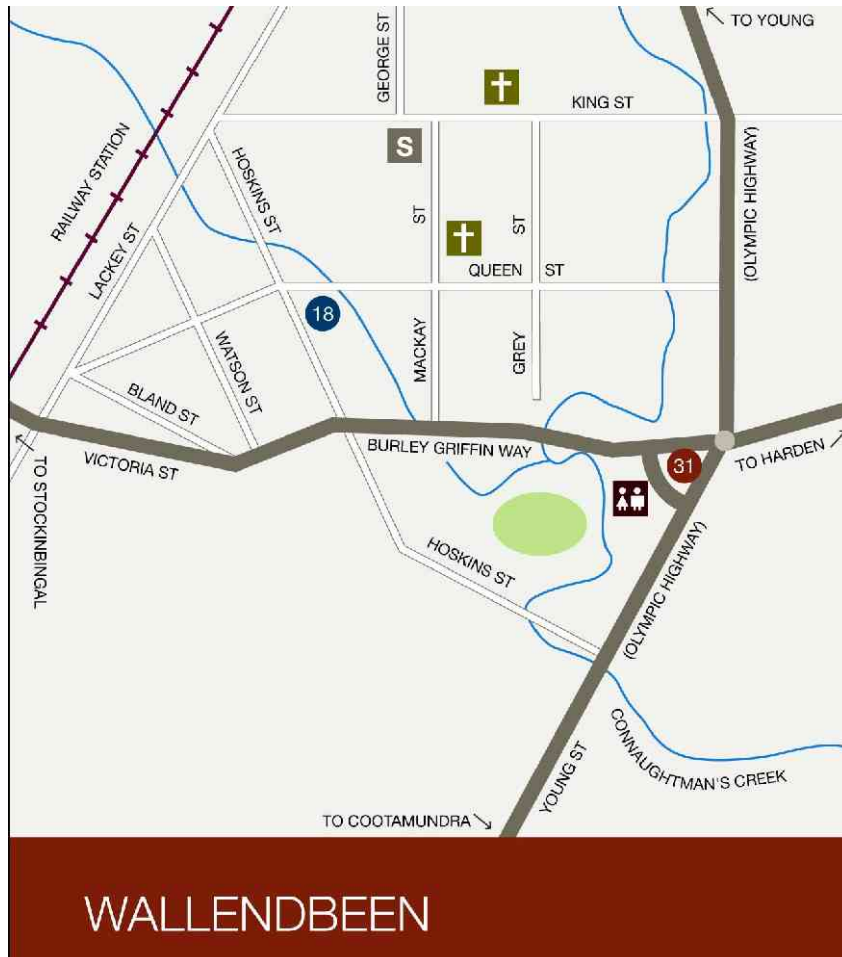 TO YOUNG
GEORGE ST
KING ST
S
HOSKINS ST
RAILWAY STATION
LACKEY ST
ST
ST
(OLYMPIC HIGHWAY)
QUEEN ST
18
WATSON ST
MACKAY
GREY
BLAND ST
VICTORIA ST
BURLEY GRIFFIN WAY
31
TO HARDEN
TO STOCKINBINGAL
HOSKINS ST
(OLYMPIC HIGHWAY)
CONNAUGHTMAN'S CREEK
YOUNG ST
TO COOTAMUNDRA
WALLENDBEEN